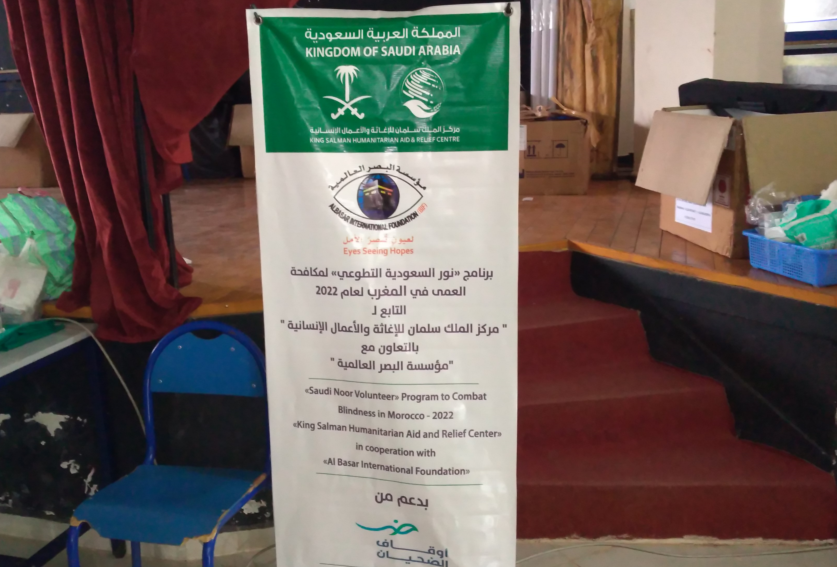 المملكة العربية السعودية
KINGDOM OF SAUDI ARABIA
مركز الملك سلمان للإغاثة والأعمال الإنسانية
KING SALMAN HUMANITARIAN AID & RELIEF CENTRE
مؤسسة البصر العالمية
ALBASAR INTERNATIONAL FOUNDATION
Eyes Seeing Hopes
برنامج «نور السعودية التطوعي» لمكافحة
العمى في المغرب لعام 2022
التابع لـ
" مركز الملك سلمان للإغاثة والأعمال الإنسانية "
بالتعاون مع
"مؤسسة البصر العالمية "
«Saudi Noor Volunteer» Program to Combat
Blindness in Morocco - 2022
«King Salman Humanitarian Aid and Relief Center»
in cooperation with
«Al Basar International Foundation»
بدعم من
أوقاف
الضحيان